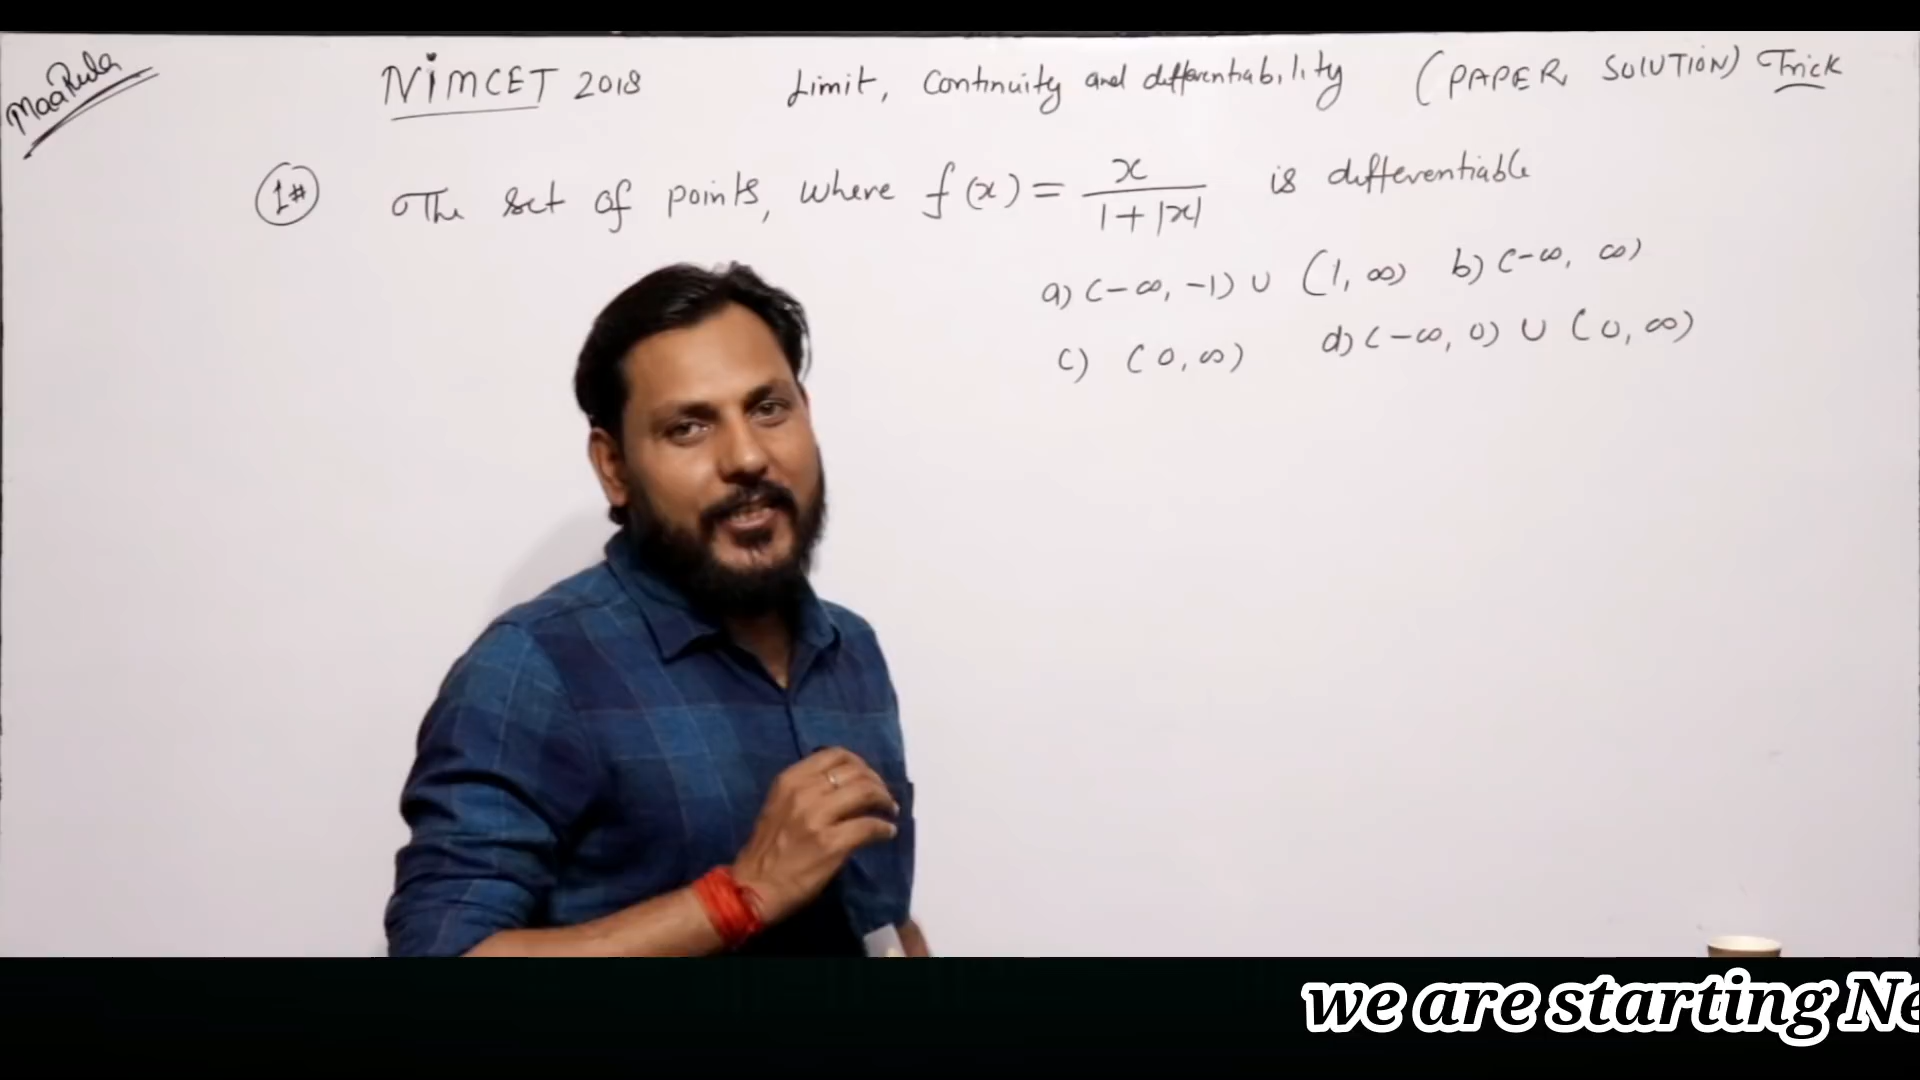 MaaRula
NiMCET 2018 Limit, Continuity and differentiability (PAPER SOLUTION) Trick
1# The set of points, where f(x) = x / 1+|x| is differentiable
a) (-∞, -1) ∪ (1, ∞) b) (-∞, ∞)
c) (0, ∞) d) (-∞, 0) ∪ (0, ∞)
we are starting Ne